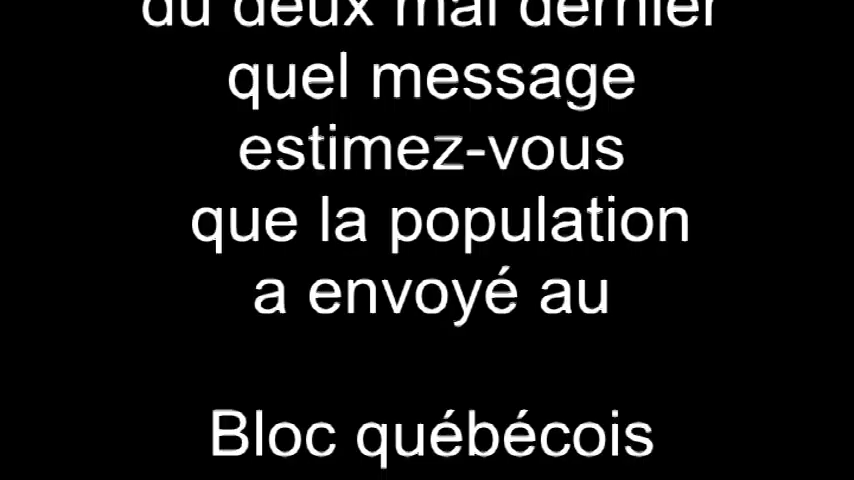 du deux mai dernier
quel message
estimez-vous
que la population
a envoyé au
Bloc québécois